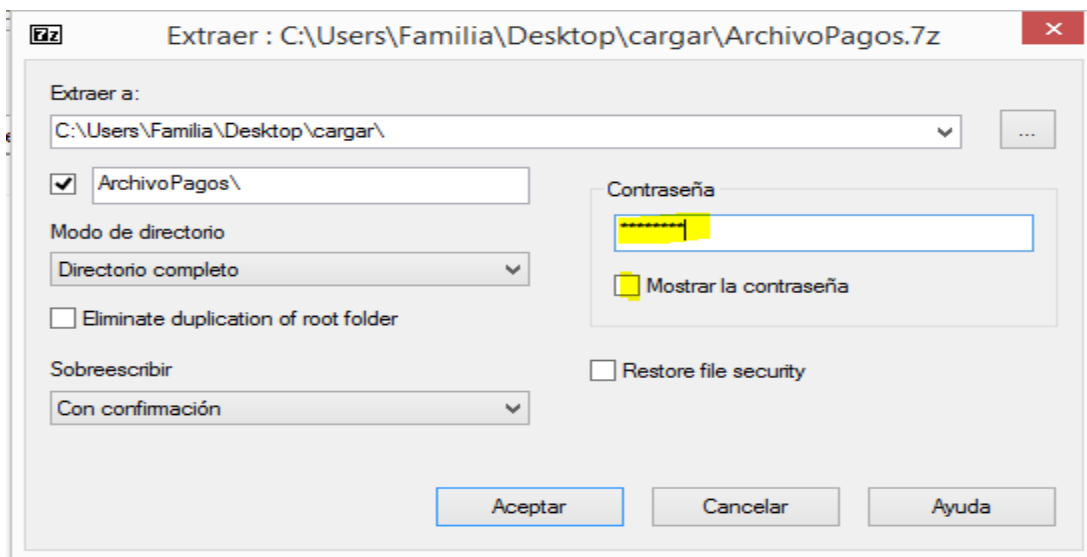 7z Extraer : C:\Users\Familia\Desktop\cargar\ArchivoPagos.7z
Extraer a:
C:\Users\Familia\Desktop\cargar\
...
ArchivoPagos\
Contraseña
********
Modo de directorio
Directorio completo
Mostrar la contraseña
Eliminate duplication of root folder
Sobreescribir
Restore file security
Con confirmación
Aceptar Cancelar Ayuda